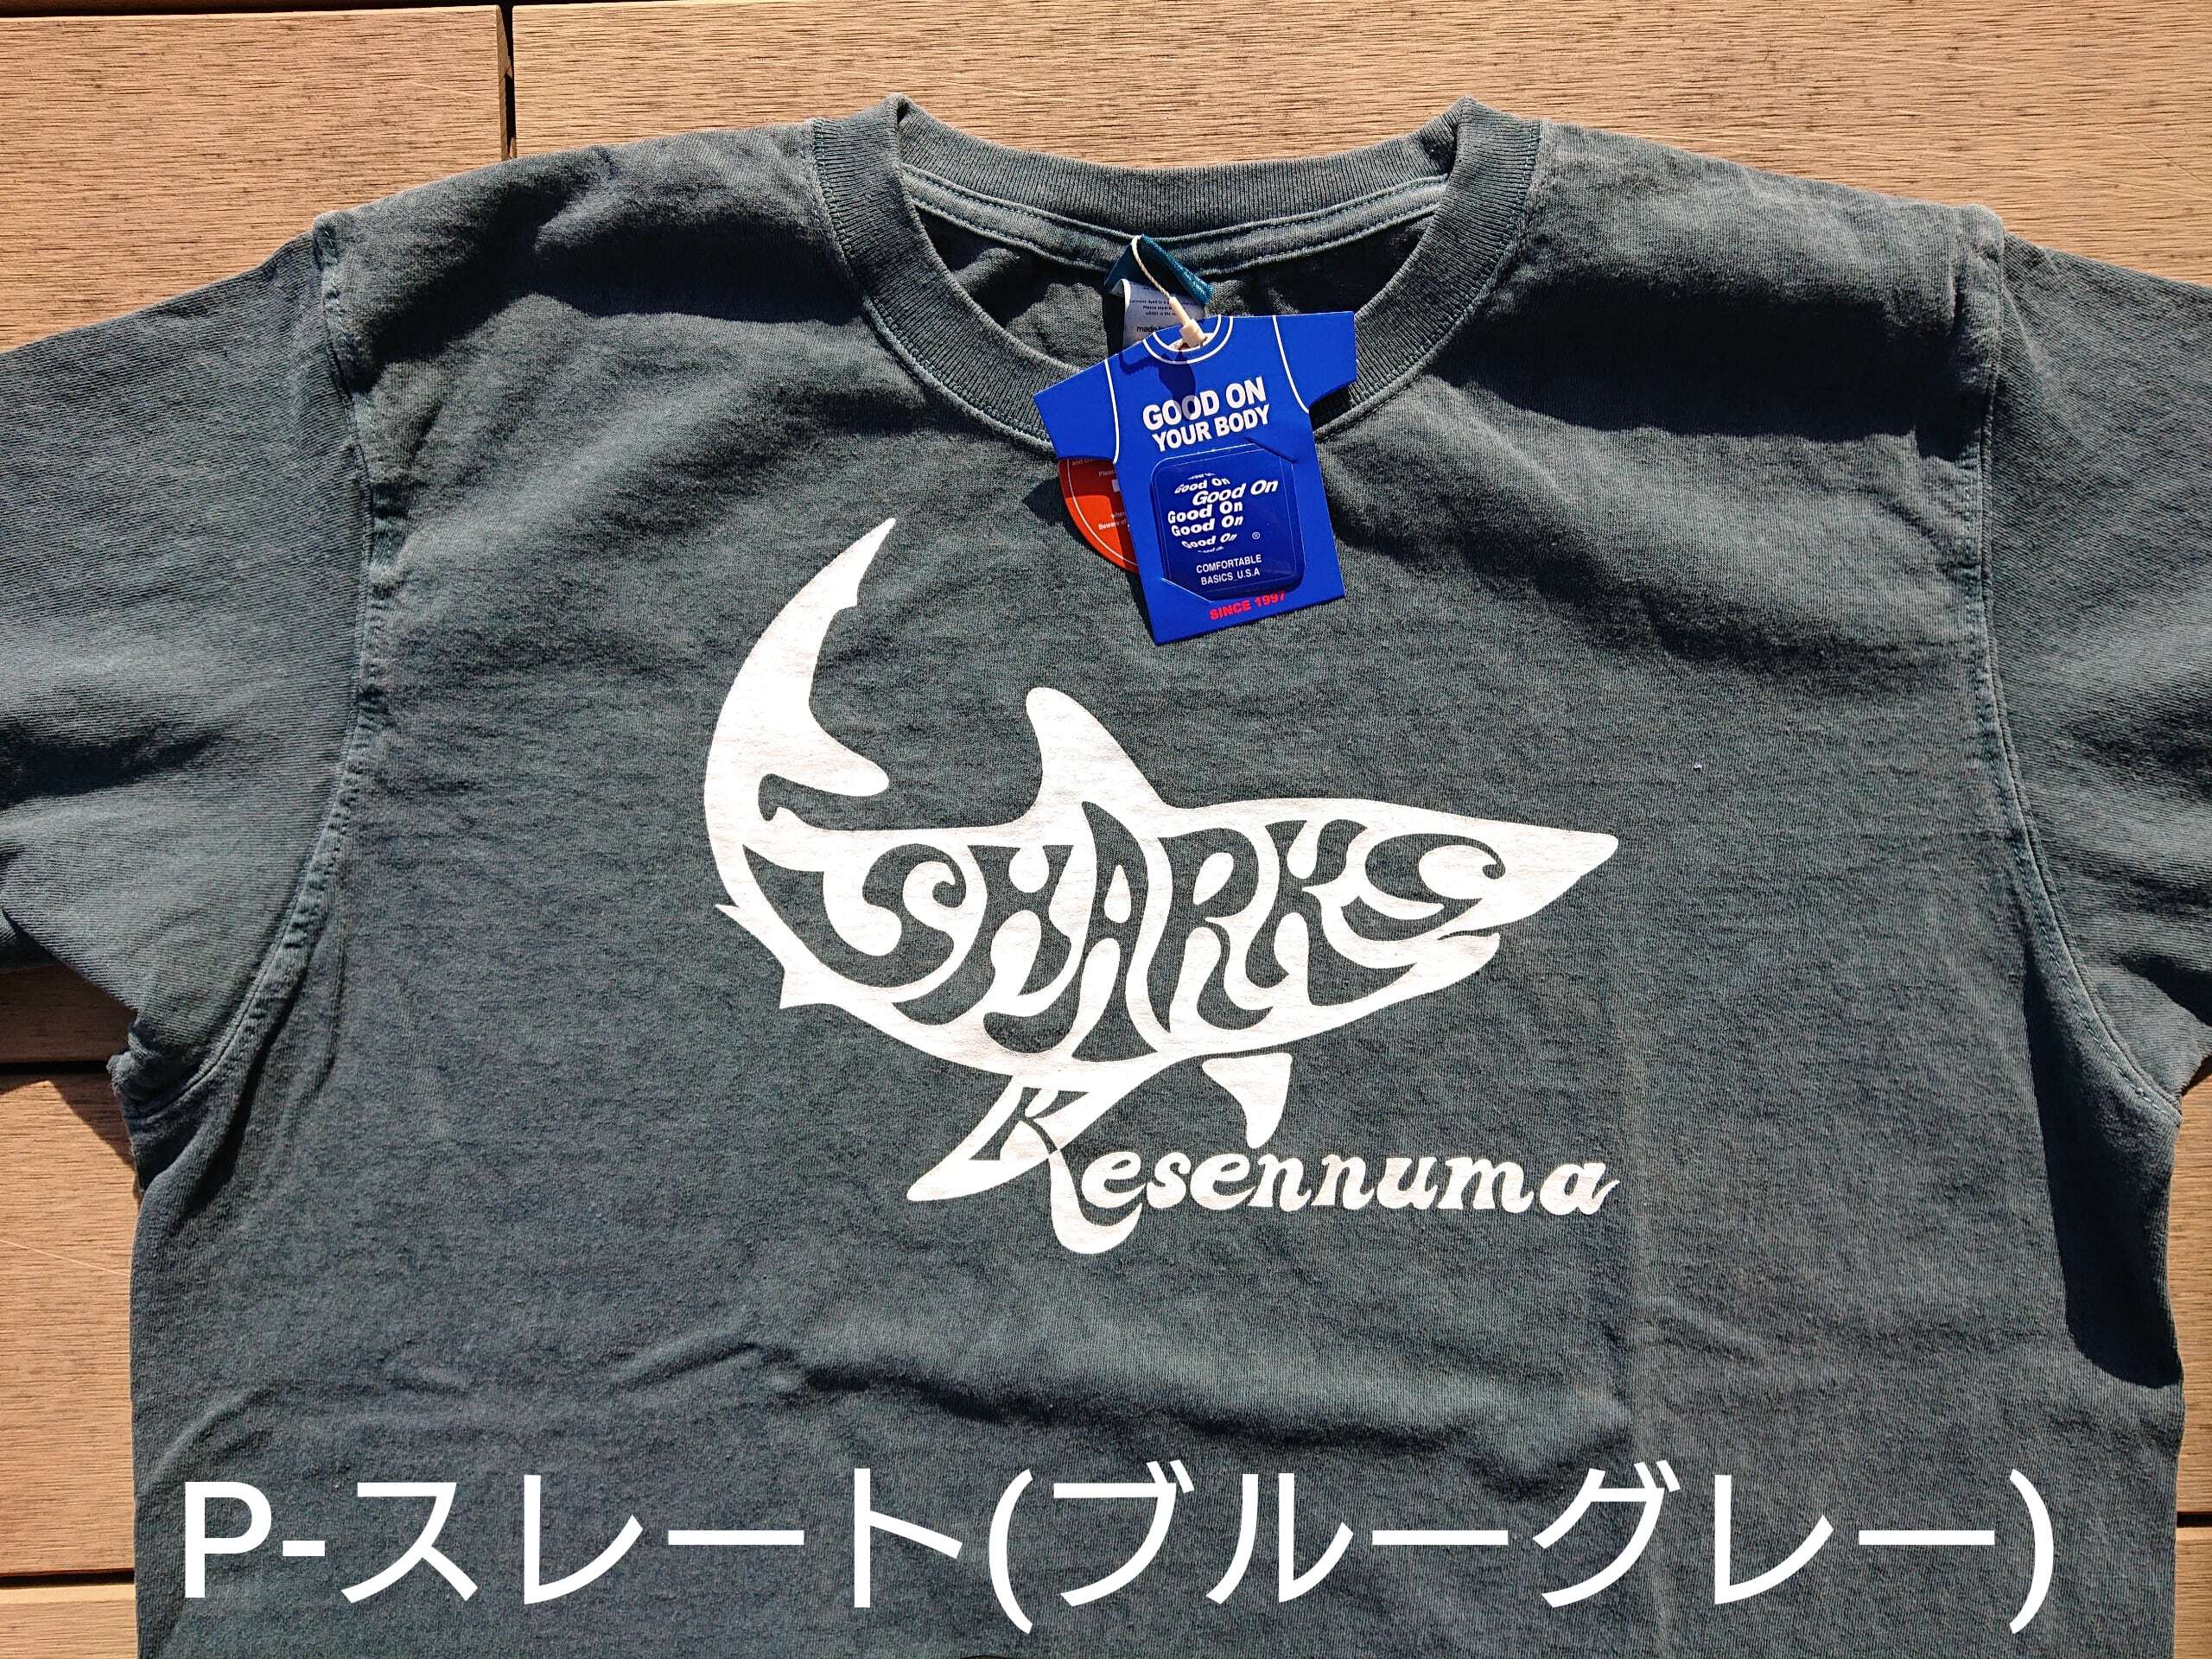 GOOD ON
YOUR BODY
Good On
Good On
Good On
Good On
Good On
®
COMFORTABLE
BASICS U.S.A
SINCE 1997
SHARKS
Kesennuma
P-スレート(ブルーグレー)